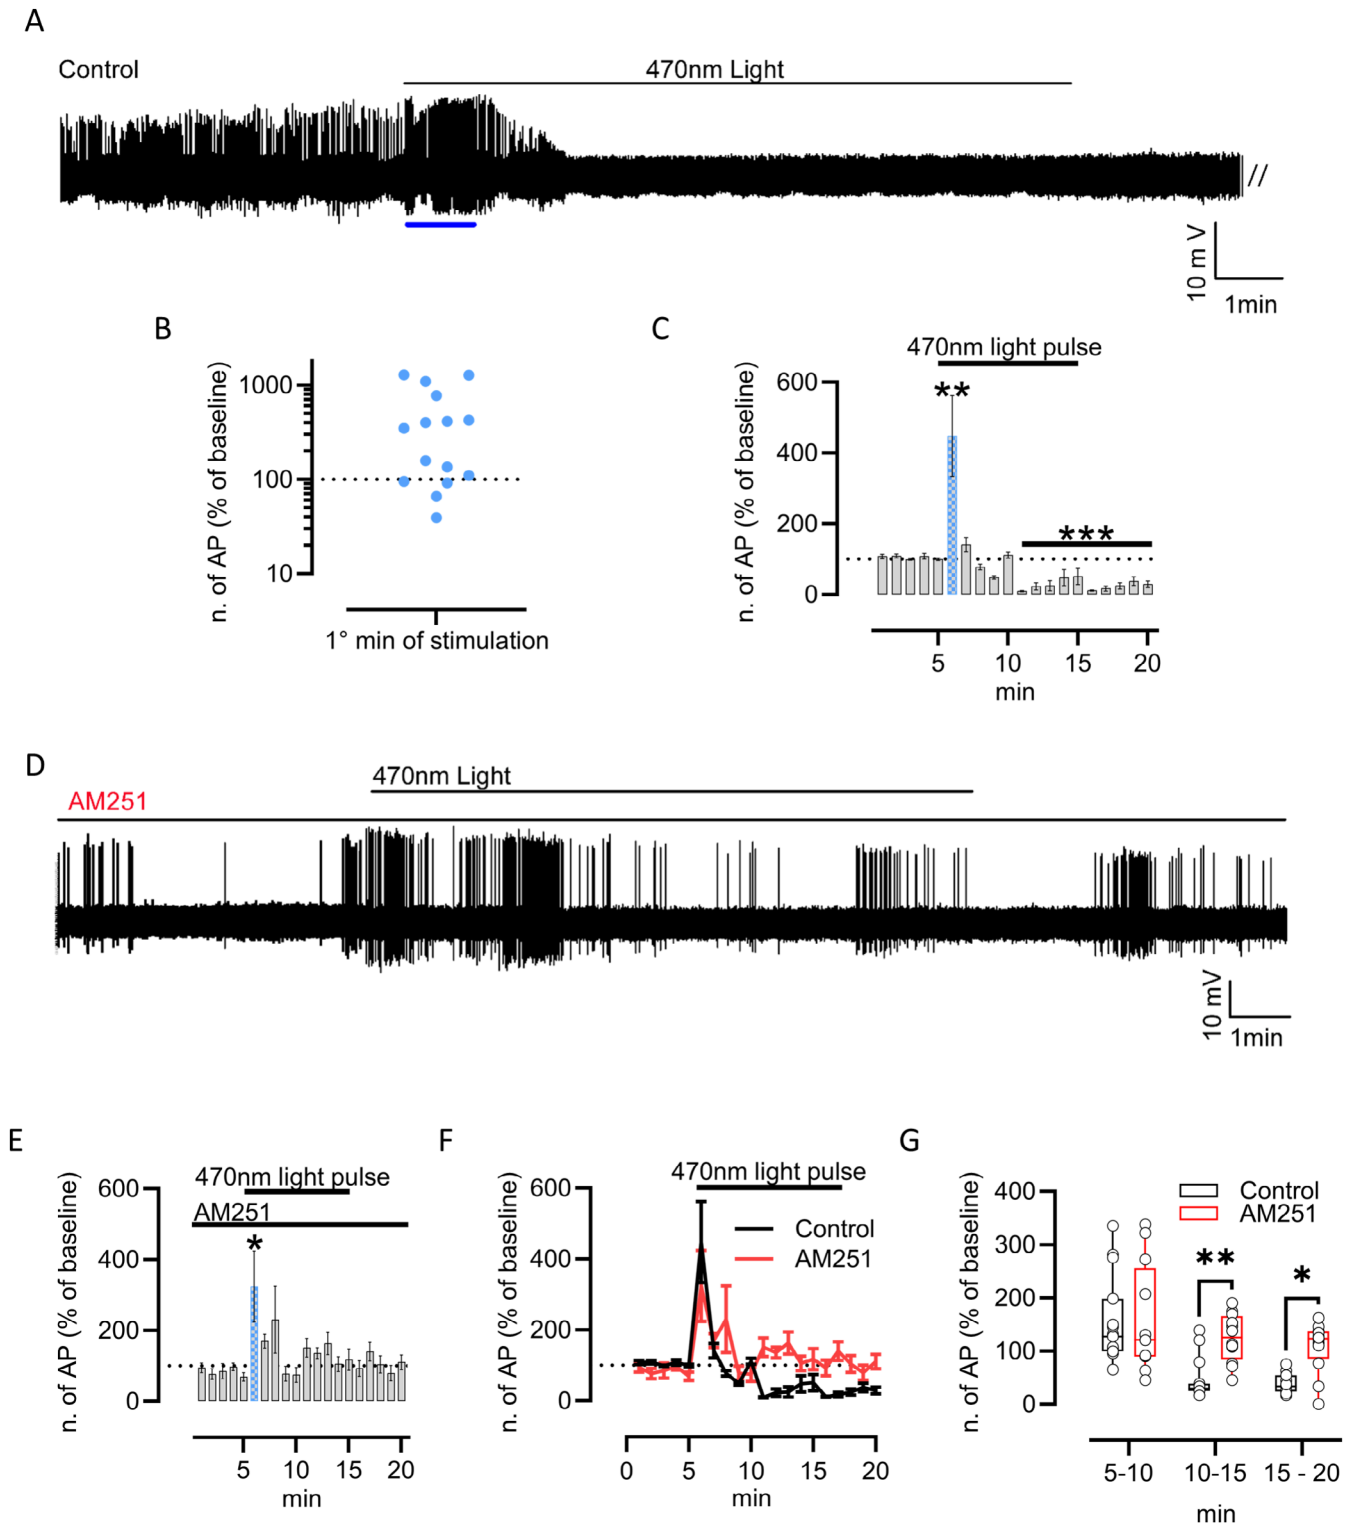 A
Control
470nm Light
//
10 m V
1min
B
n. of AP (% of baseline)
1000
100
10
1° min of stimulation
C
470nm light pulse
n. of AP (% of baseline)
600
400
200
0
**
***
5 10 15 20
min
D
470nm Light
AM251
10 mV
1min
E
470nm light pulse
AM251
n. of AP (% of baseline)
600
400
200
0
*
5 10 15 20
min
F
470nm light pulse
n. of AP (% of baseline)
600
400
200
0
Control
AM251
0 5 10 15 20
min
G
n. of AP (% of baseline)
400
300
200
100
0
Control
AM251
**
*
5-10 10-15 15 - 20
min